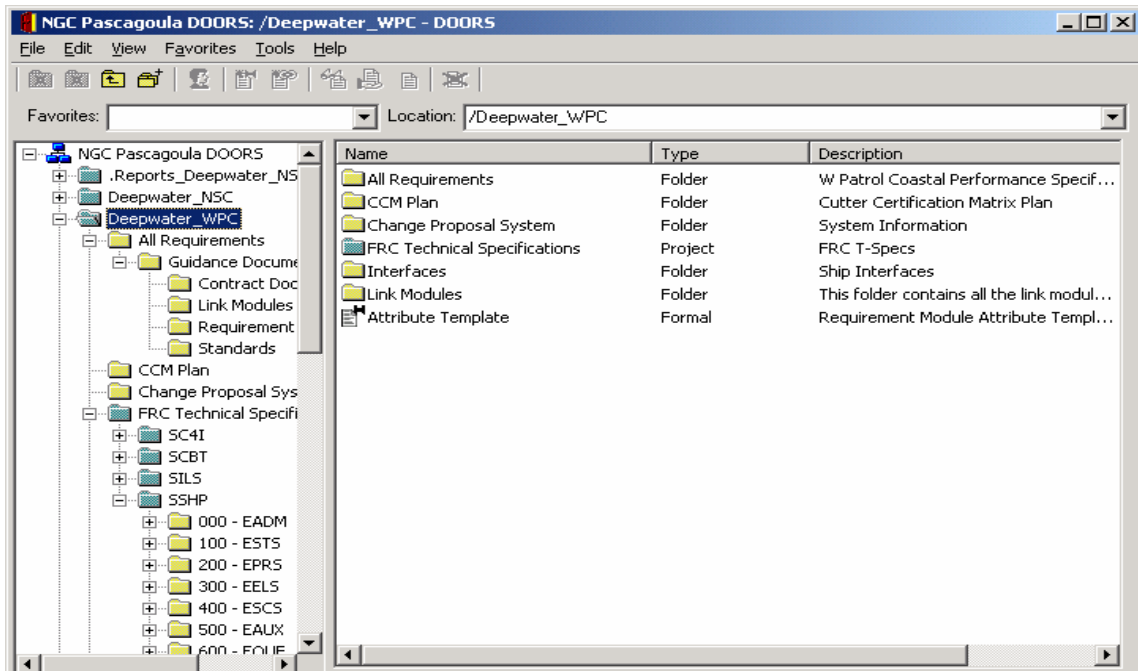 NGC Pascagoula DOORS: /Deepwater_WPC - DOORS
File Edit View Favorites Tools Help
Favorites: Location: /Deepwater_WPC
NGC Pascagoula DOORS
.Reports_Deepwater_NS
Deepwater_NSC
Deepwater_WPC
All Requirements
Guidance Docume
Contract Doc
Link Modules
Requirement
Standards
CCM Plan
Change Proposal Sys
FRC Technical Specifi
SC4I
SCBT
SILS
SSHP
000 - EADM
100 - ESTS
200 - EPRS
300 - EELS
400 - ESCS
500 - EAUX
600 - EQUIF
Name Type Description
All Requirements Folder W Patrol Coastal Performance Specif...
CCM Plan Folder Cutter Certification Matrix Plan
Change Proposal System Folder System Information
FRC Technical Specifications Project FRC T-Specs
Interfaces Folder Ship Interfaces
Link Modules Folder This folder contains all the link modul...
Attribute Template Formal Requirement Module Attribute Templ...